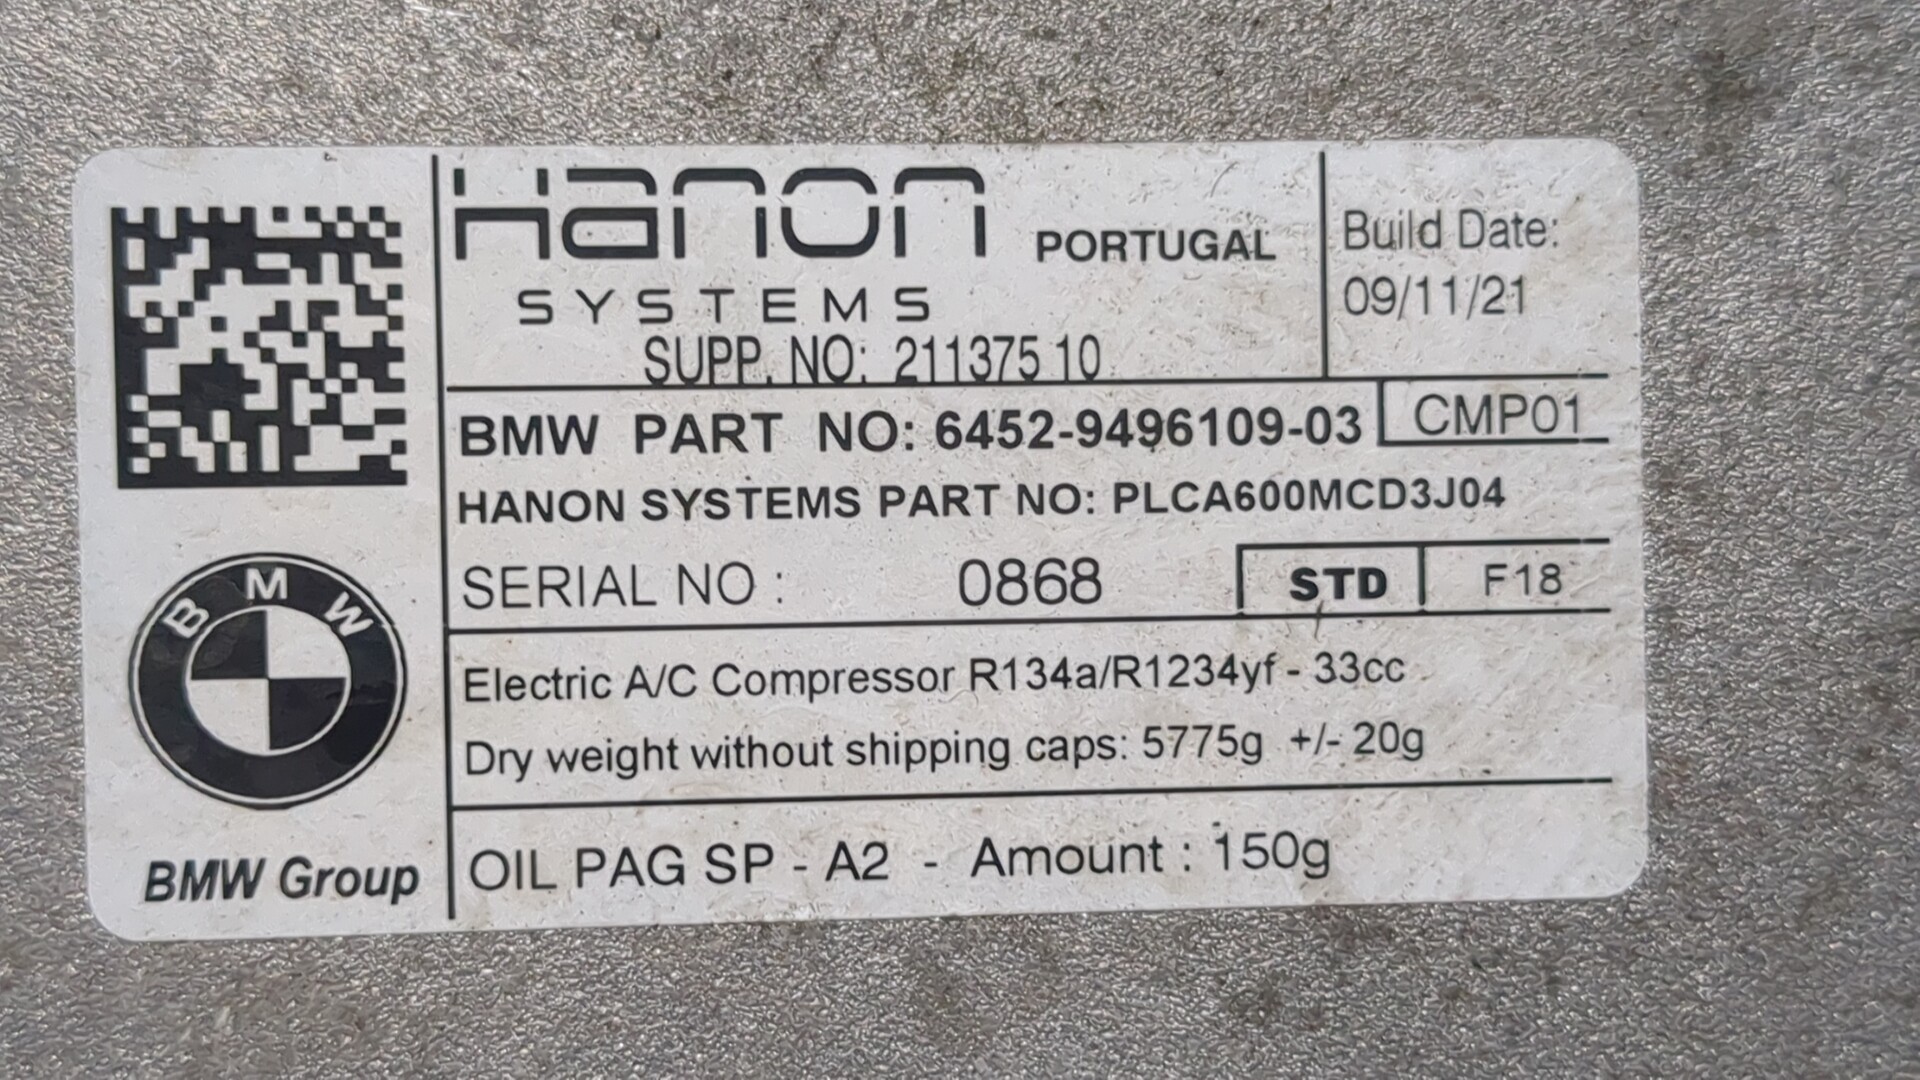 Hanon PORTUGAL
SYSTEMS
SUPP. NO: 211375 10
Build Date:
09/11/21
BMW PART NO: 6452-9496109-03 CMP01
HANON SYSTEMS PART NO: PLCA600MCD3J04
SERIAL NO : 0868 STD F18
Electric A/C Compressor R134a/R1234yf - 33cc
Dry weight without shipping caps: 5775g +/- 20g
OIL PAG SP - A2 - Amount : 150g
BMW
BMW Group